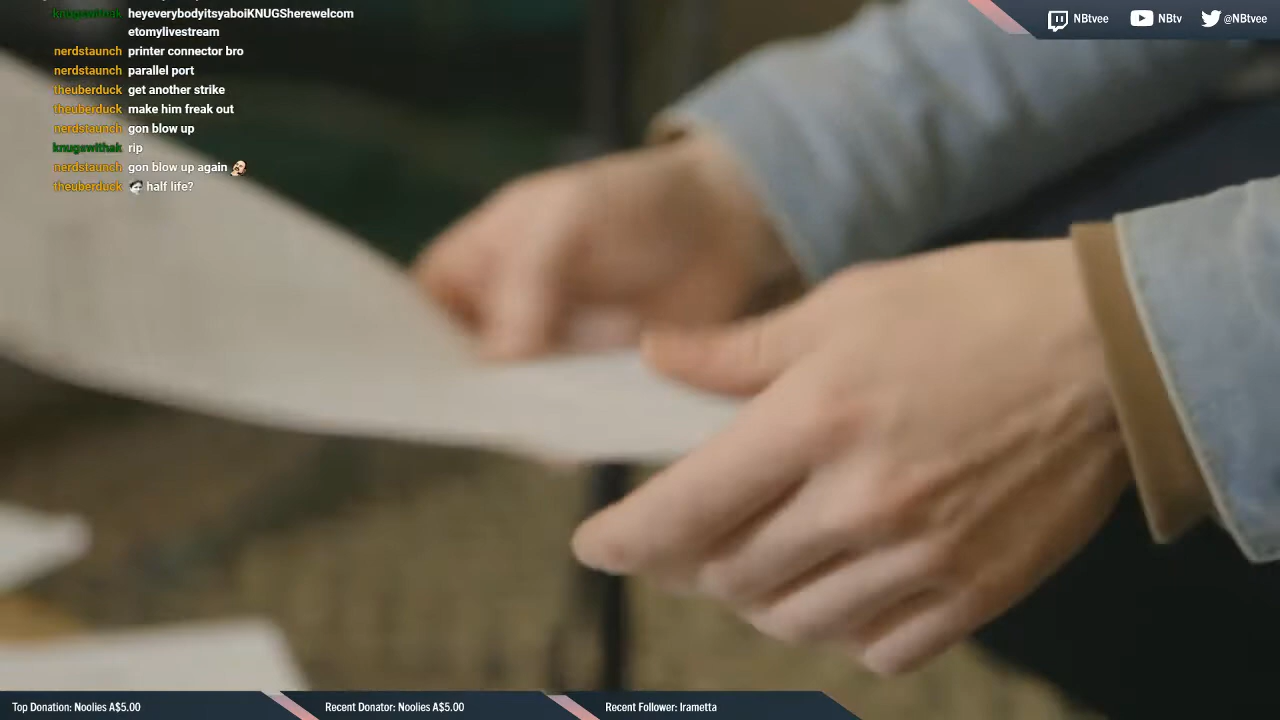 knugswithak heyeverybodyitsyaboiKNUGSherewelcom
etomylivestream
nerdstaunch printer connector bro
nerdstaunch parallel port
theuberduck get another strike
theuberduck make him freak out
nerdstaunch gon blow up
knugswithak rip
nerdstaunch gon blow up again
theuberduck half life?
NBtvee NBtv @NBtvee
Top Donation: Noolies A$5.00 Recent Donator: Noolies A$5.00 Recent Follower: Irametta